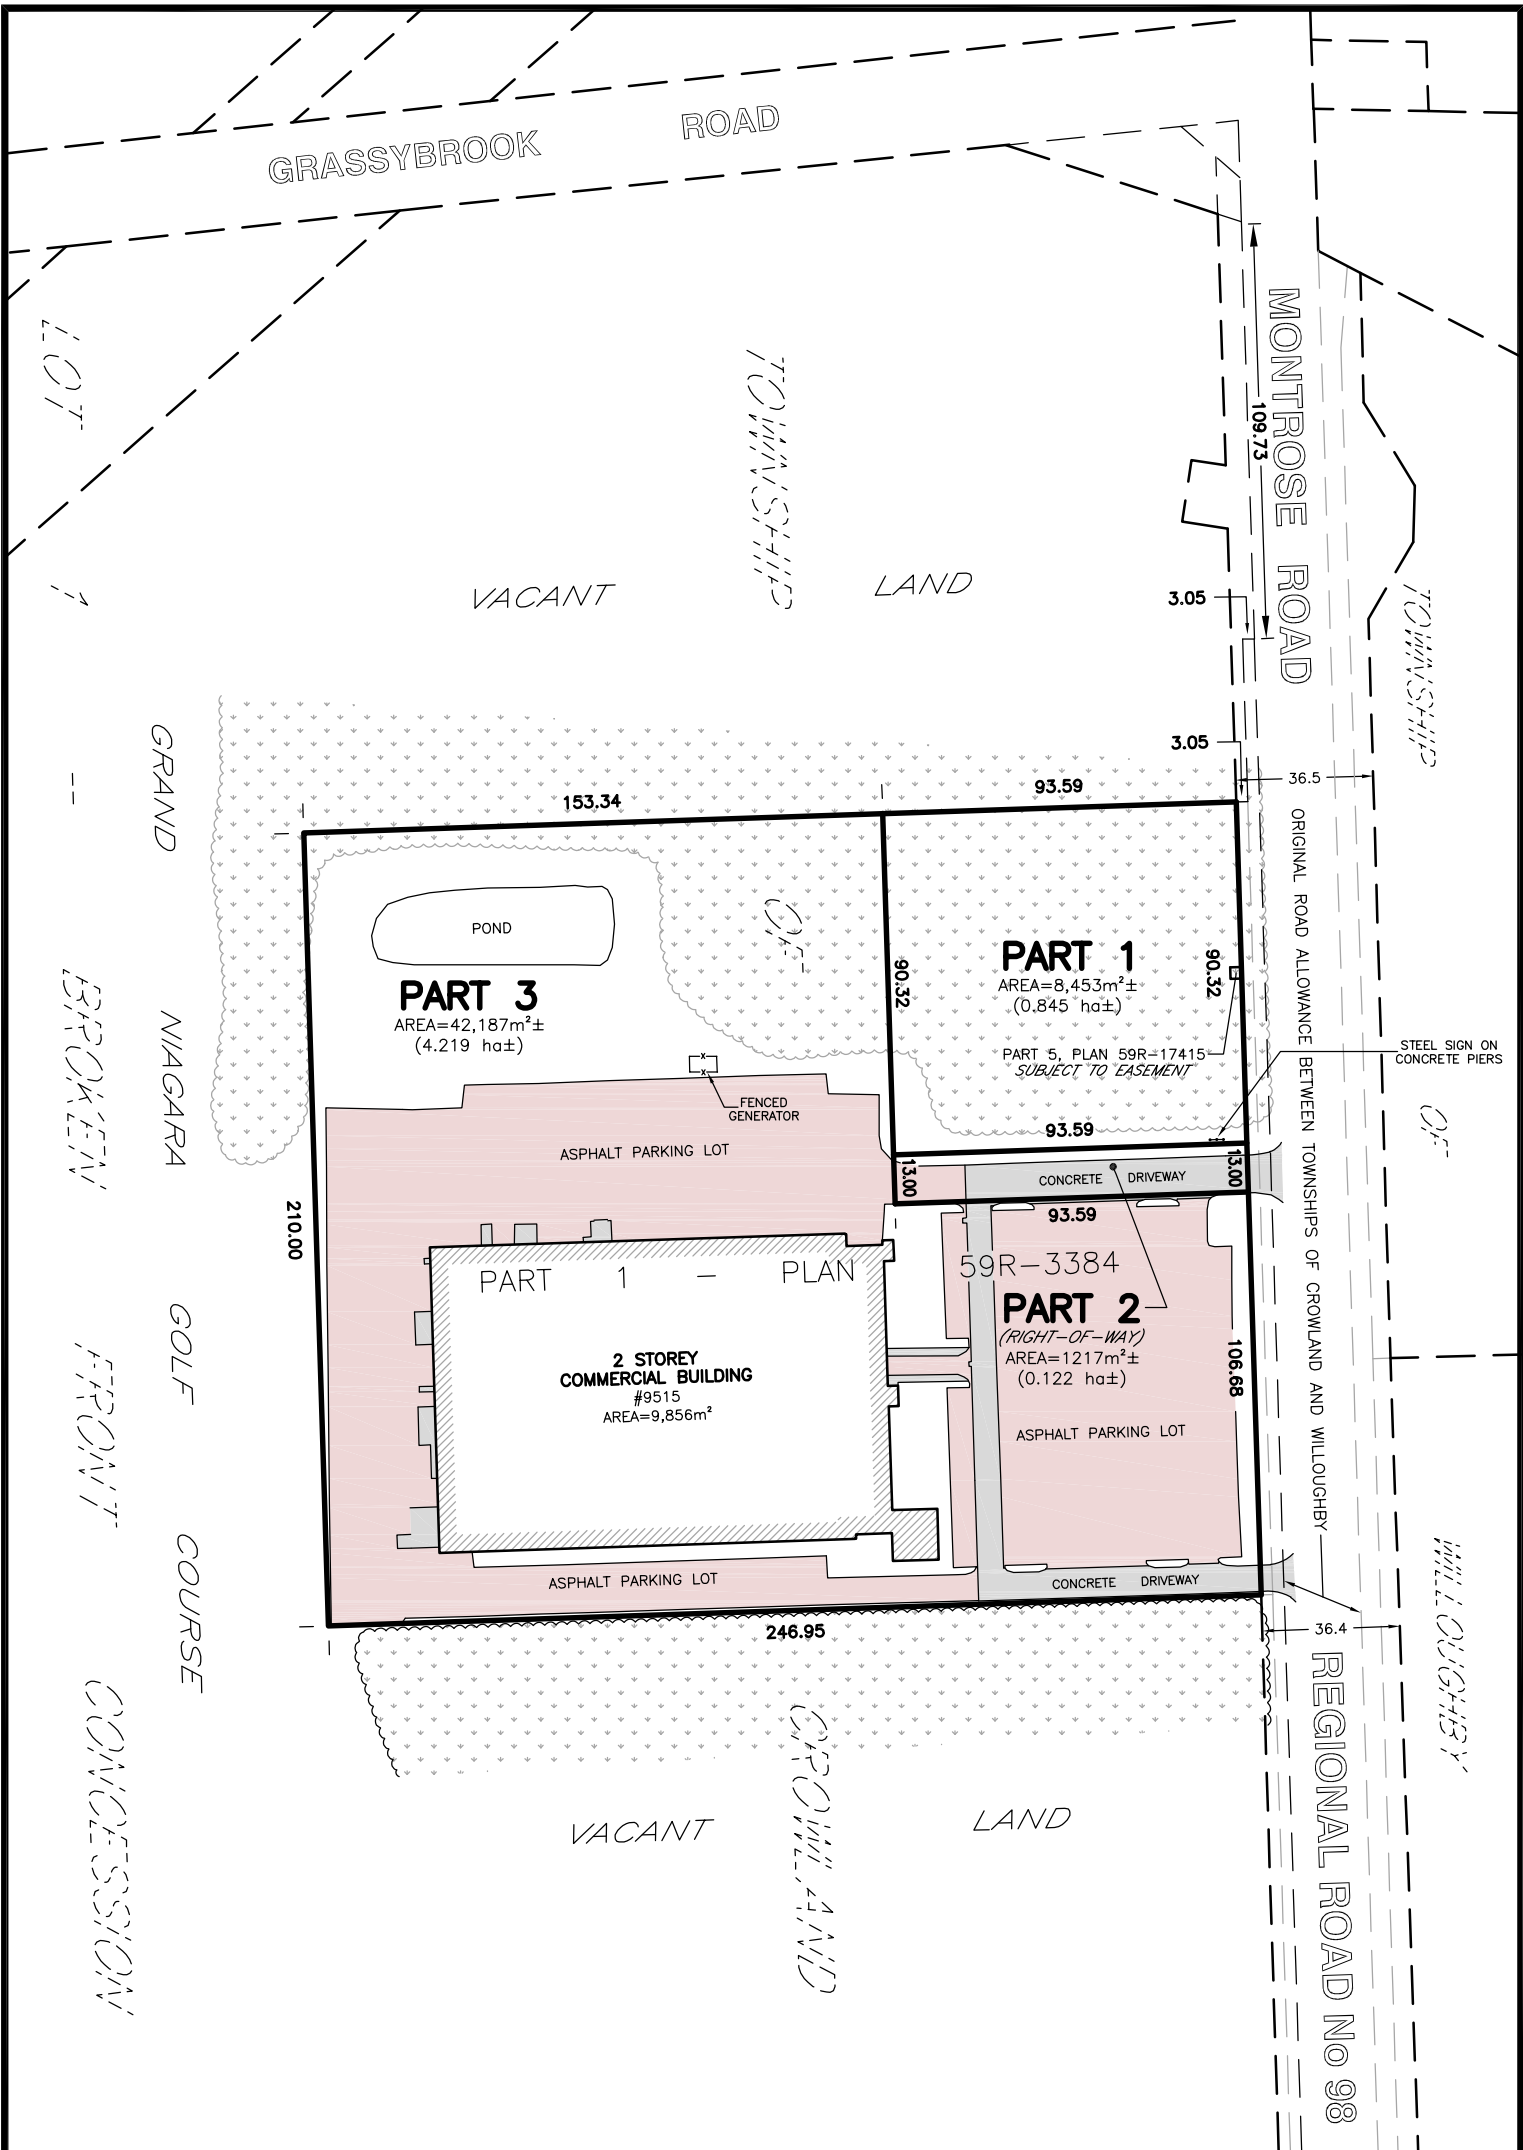 GRASSYBROOK ROAD
MONTROSE ROAD
109.73
LOT 1 -- BROKEN FRONT CONCESSION
TOWNSHIP OF CROWLAND
TOWNSHIP OF WILLOUGHBY
VACANT LAND
3.05
3.05
36.5
153.34
93.59
GRAND NIAGARA GOLF COURSE
ORIGINAL ROAD ALLOWANCE BETWEEN TOWNSHIPS OF CROWLAND AND WILLOUGHBY
POND
PART 3
AREA=42,187m²±
(4.219 ha±)
PART 1
AREA=8,453m²±
(0.845 ha±)
90.32
90.32
PART 5, PLAN 59R-17415
SUBJECT TO EASEMENT
STEEL SIGN ON
CONCRETE PIERS
FENCED
GENERATOR
ASPHALT PARKING LOT
93.59
13.00
13.00
CONCRETE DRIVEWAY
93.59
210.00
PART 1 - PLAN 59R-3384
PART 2
(RIGHT-OF-WAY)
AREA=1217m²±
(0.122 ha±)
106.68
2 STOREY
COMMERCIAL BUILDING
#9515
AREA=9,856m²
ASPHALT PARKING LOT
ASPHALT PARKING LOT
CONCRETE DRIVEWAY
246.95
36.4
REGIONAL ROAD No 98
VACANT LAND